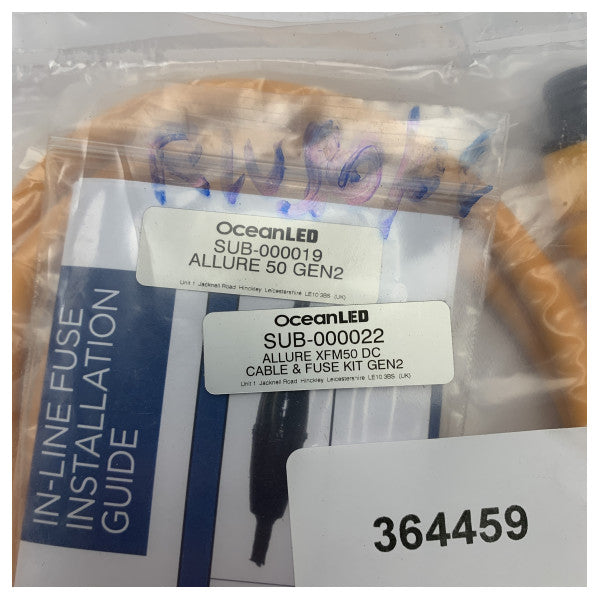 OceanLED
SUB-000019
ALLURE 50 GEN2
Unit 1 Jacknell Road Hinckley, Leicestershire LE10 3BS (UK)
OceanLED
SUB-000022
ALLURE XFM50 DC
CABLE & FUSE KIT GEN2
Unit 1 Jacknell Road Hinckley, Leicestershire LE10 3BS (UK)
IN-LINE FUSE
INSTALLATION
GUIDE
364459